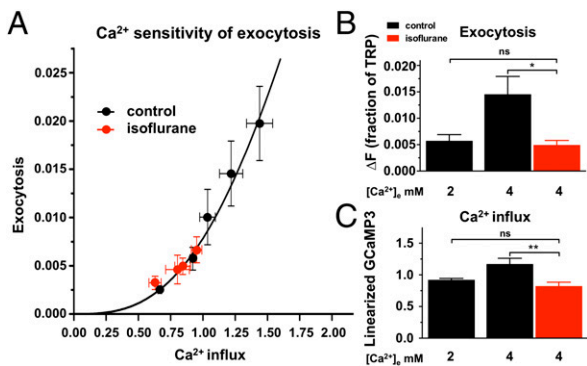 A
Ca²⁺ sensitivity of exocytosis
Exocytosis
0.025
0.020
0.015
0.010
0.005
0.000
control
isoflurane
0.00 0.25 0.50 0.75 1.00 1.25 1.50 1.75 2.00
Ca²⁺ influx
B
control
isoflurane
Exocytosis
ns
*
ΔF (fraction of TRP)
0.020
0.015
0.010
0.005
0.000
[Ca²⁺]e mM 2 4 4
C
Ca²⁺ influx
ns
**
Linearized GCaMP3
1.5
1.0
0.5
0.0
[Ca²⁺]e mM 2 4 4